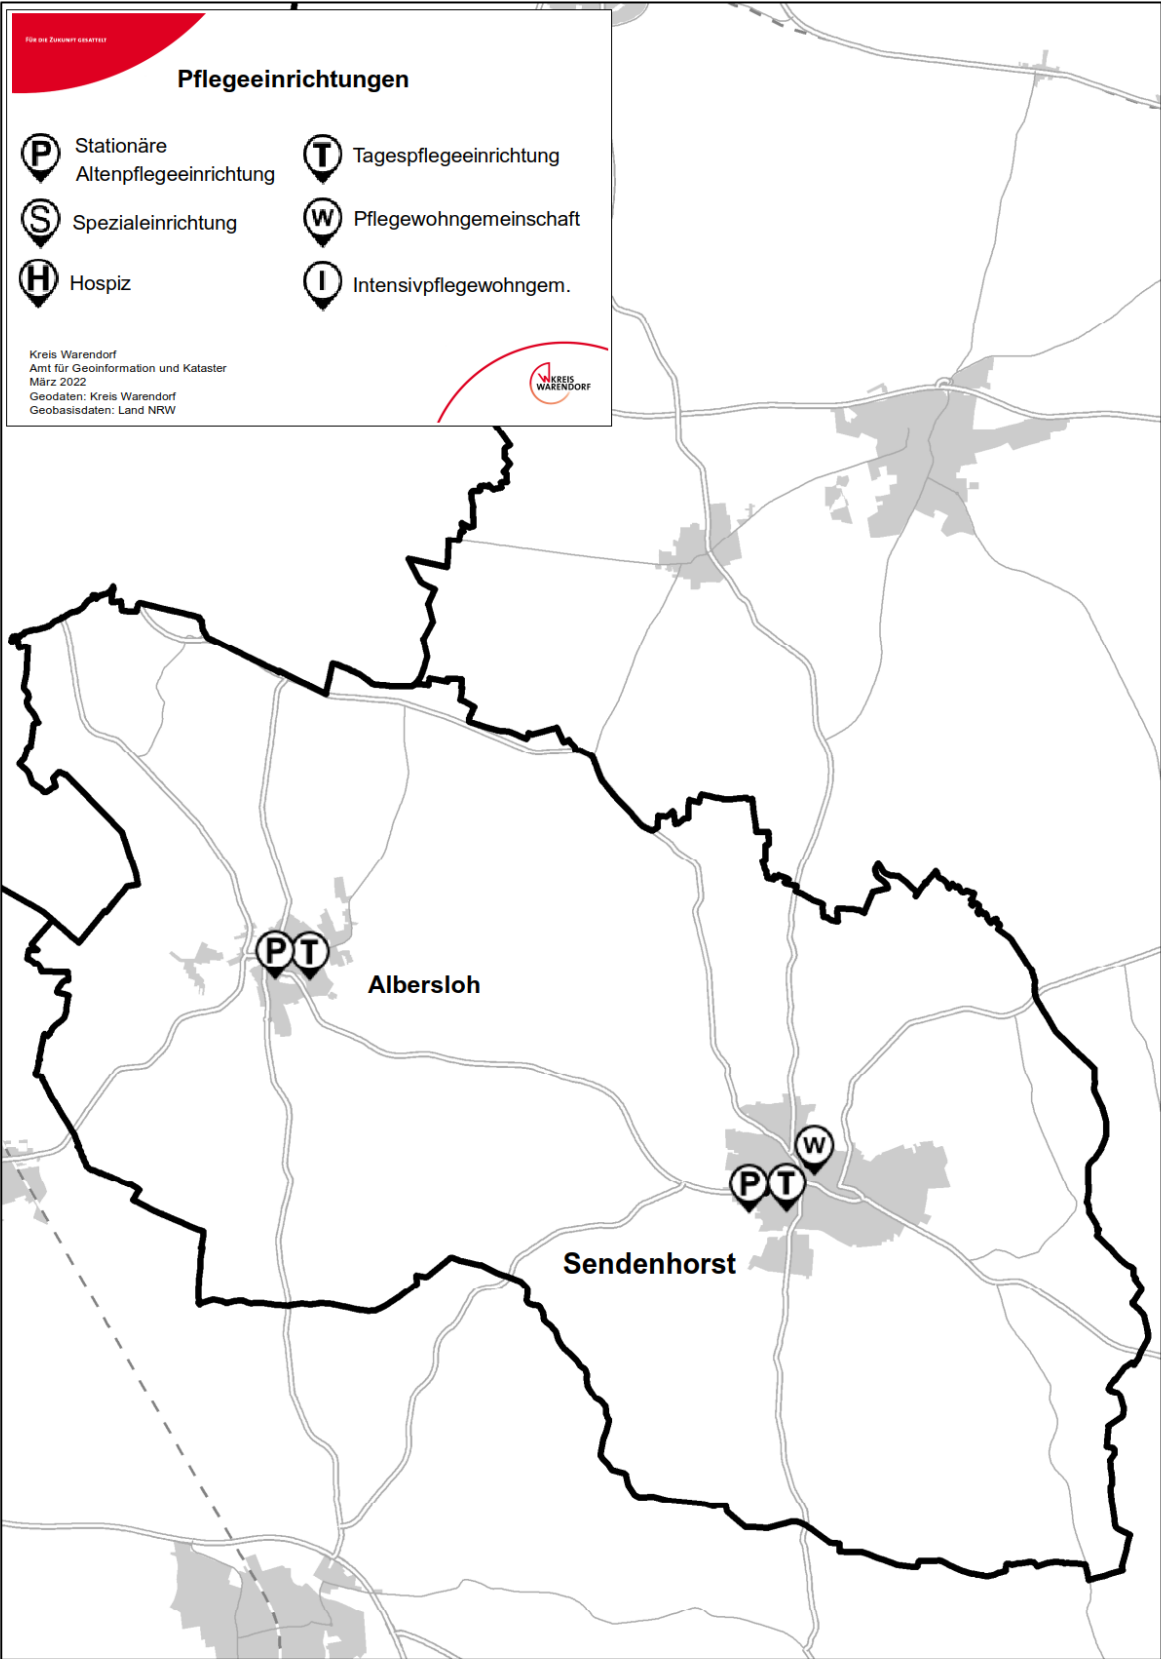 FÜR DIE ZUKUNFT GESATTELT
Pflegeeinrichtungen
P Stationäre
Altenpflegeeinrichtung
T Tagespflegeeinrichtung
S Spezialeinrichtung
W Pflegewohngemeinschaft
H Hospiz
I Intensivpflegewohngem.
Kreis Warendorf
Amt für Geoinformation und Kataster
März 2022
Geodaten: Kreis Warendorf
Geobasisdaten: Land NRW
KREIS
WARENDORF
P T
Albersloh
W
P T
Sendenhorst